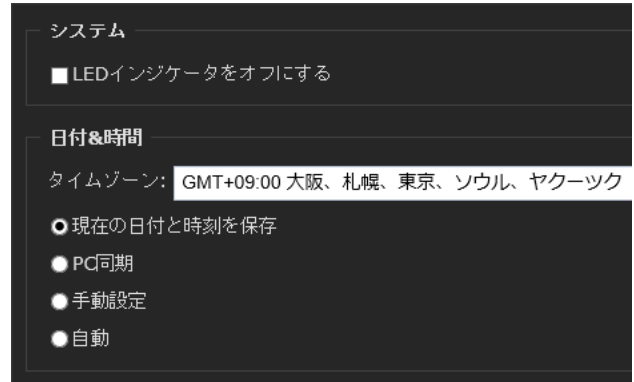 システム
LEDインジケータをオフにする
日付&時間
タイムゾーン: GMT+09:00 大阪、札幌、東京、ソウル、ヤクーツク
現在の日付と時刻を保存
PC同期
手動設定
自動